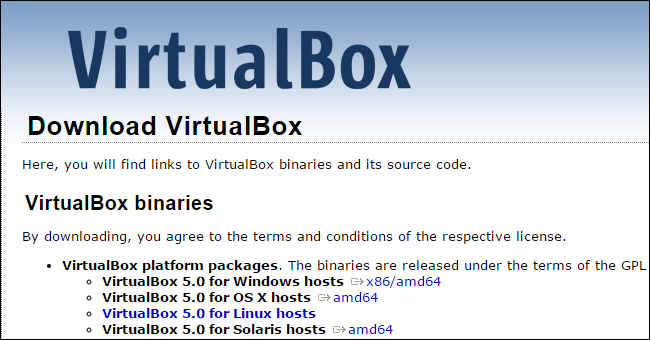 VirtualBox
Download VirtualBox
Here, you will find links to VirtualBox binaries and its source code.
VirtualBox binaries
By downloading, you agree to the terms and conditions of the respective license.
• VirtualBox platform packages. The binaries are released under the terms of the GPL
VirtualBox 5.0 for Windows hosts x86/amd64
VirtualBox 5.0 for OS X hosts amd64
VirtualBox 5.0 for Linux hosts
VirtualBox 5.0 for Solaris hosts amd64